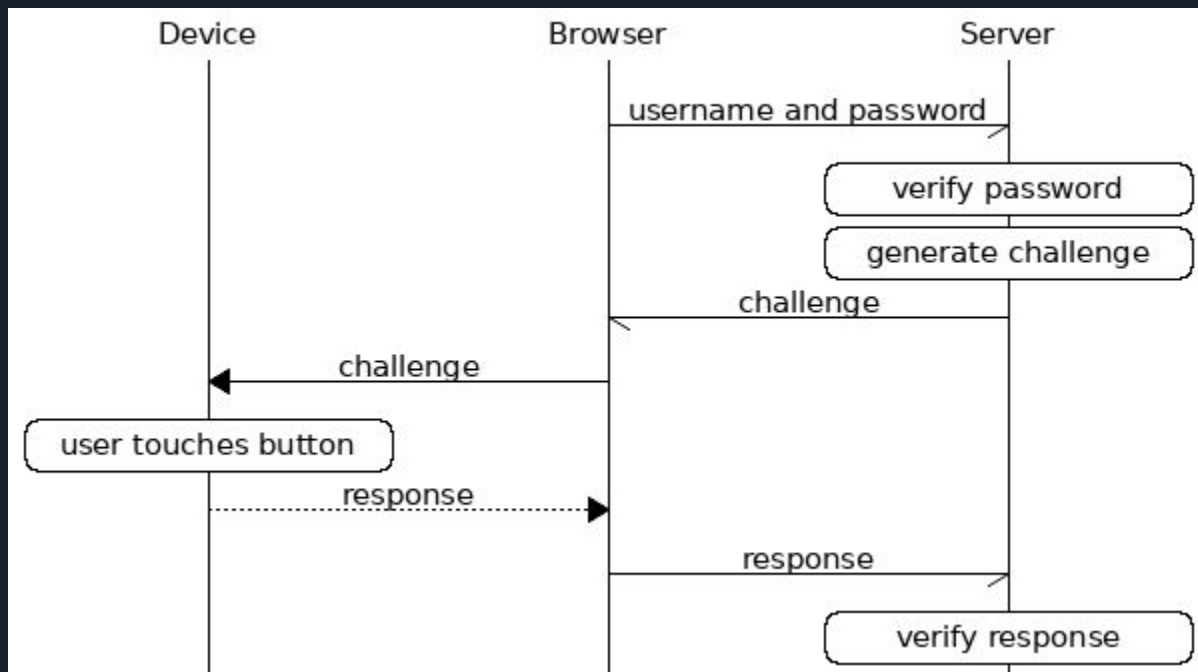 Device
Browser
Server
username and password
verify password
generate challenge
challenge
challenge
user touches button
response
response
verify response